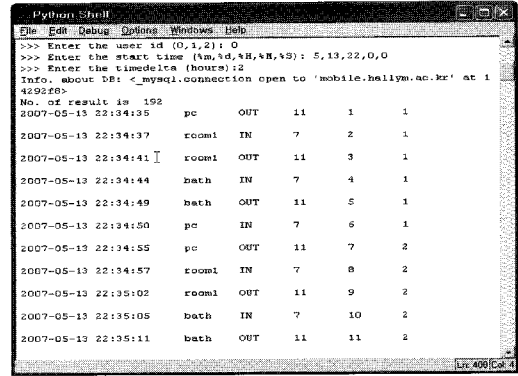 Python Shell
File Edit Debug Options Windows Help
>>> Enter the user id (0,1,2): 0
>>> Enter the start time (%m,%d,%H,%M,%S): 5,13,22,0,0
>>> Enter the timedelta (hours):2
Info. about DB: <_mysql.connection open to 'mobile.hallym.ac.kr' at 1
4292f8>
No. of result is 192
2007-05-13 22:34:35 pc OUT 11 1 1
2007-05-13 22:34:37 room1 IN 7 2 1
2007-05-13 22:34:41 room1 OUT 11 3 1
2007-05-13 22:34:44 bath IN 7 4 1
2007-05-13 22:34:49 bath OUT 11 5 1
2007-05-13 22:34:50 pc IN 7 6 1
2007-05-13 22:34:55 pc OUT 11 7 2
2007-05-13 22:34:57 room1 IN 7 8 2
2007-05-13 22:35:02 room1 OUT 11 9 2
2007-05-13 22:35:05 bath IN 7 10 2
2007-05-13 22:35:11 bath OUT 11 11 2
Ln: 409 Col: 4